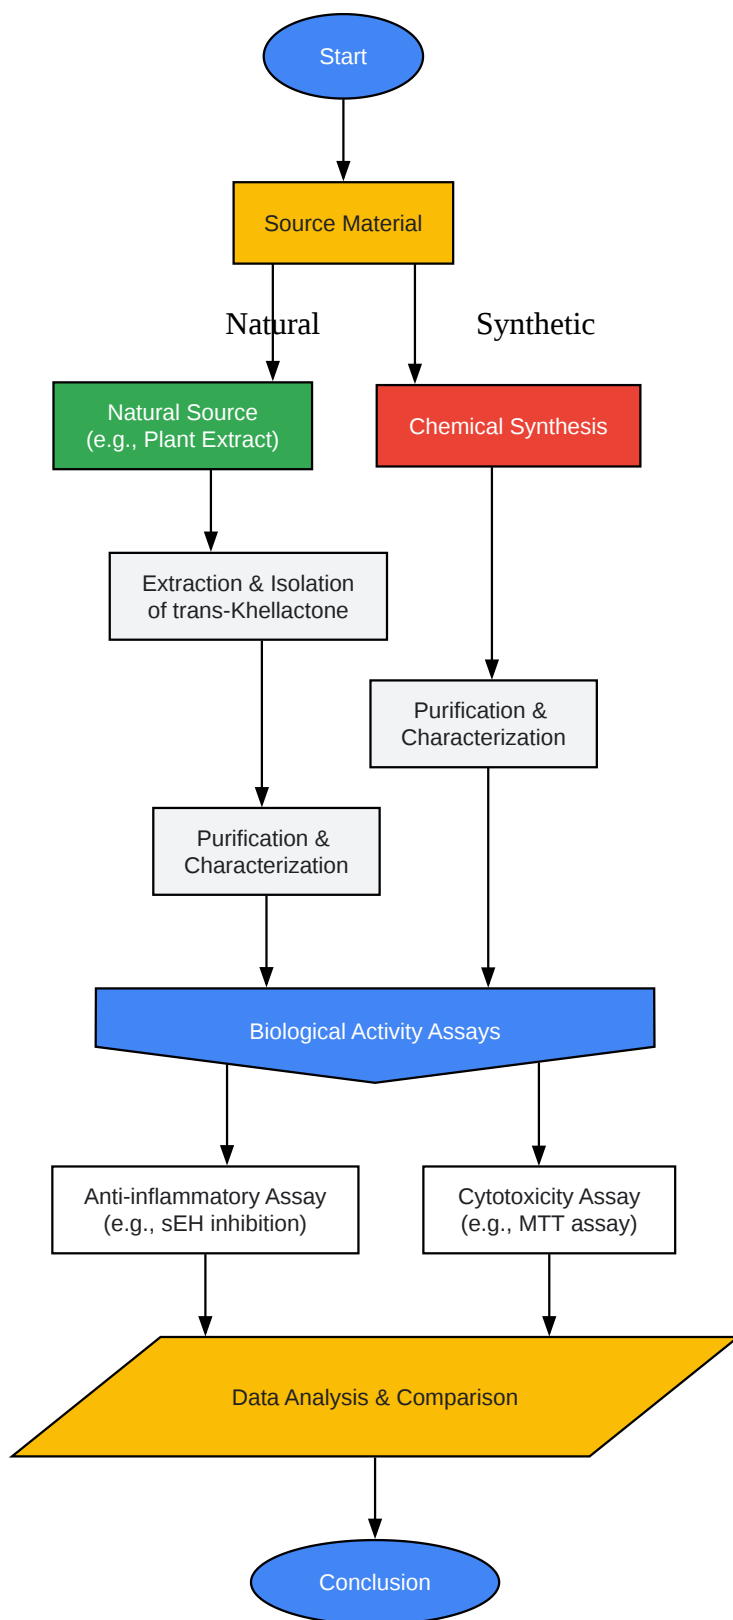 Start
Source Material
Natural
Synthetic
Natural Source
(e.g., Plant Extract)
Chemical Synthesis
Extraction & Isolation
of trans-Khellactone
Purification &
Characterization
Purification &
Characterization
Biological Activity Assays
Anti-inflammatory Assay
(e.g., sEH inhibition)
Cytotoxicity Assay
(e.g., MTT assay)
Data Analysis & Comparison
Conclusion